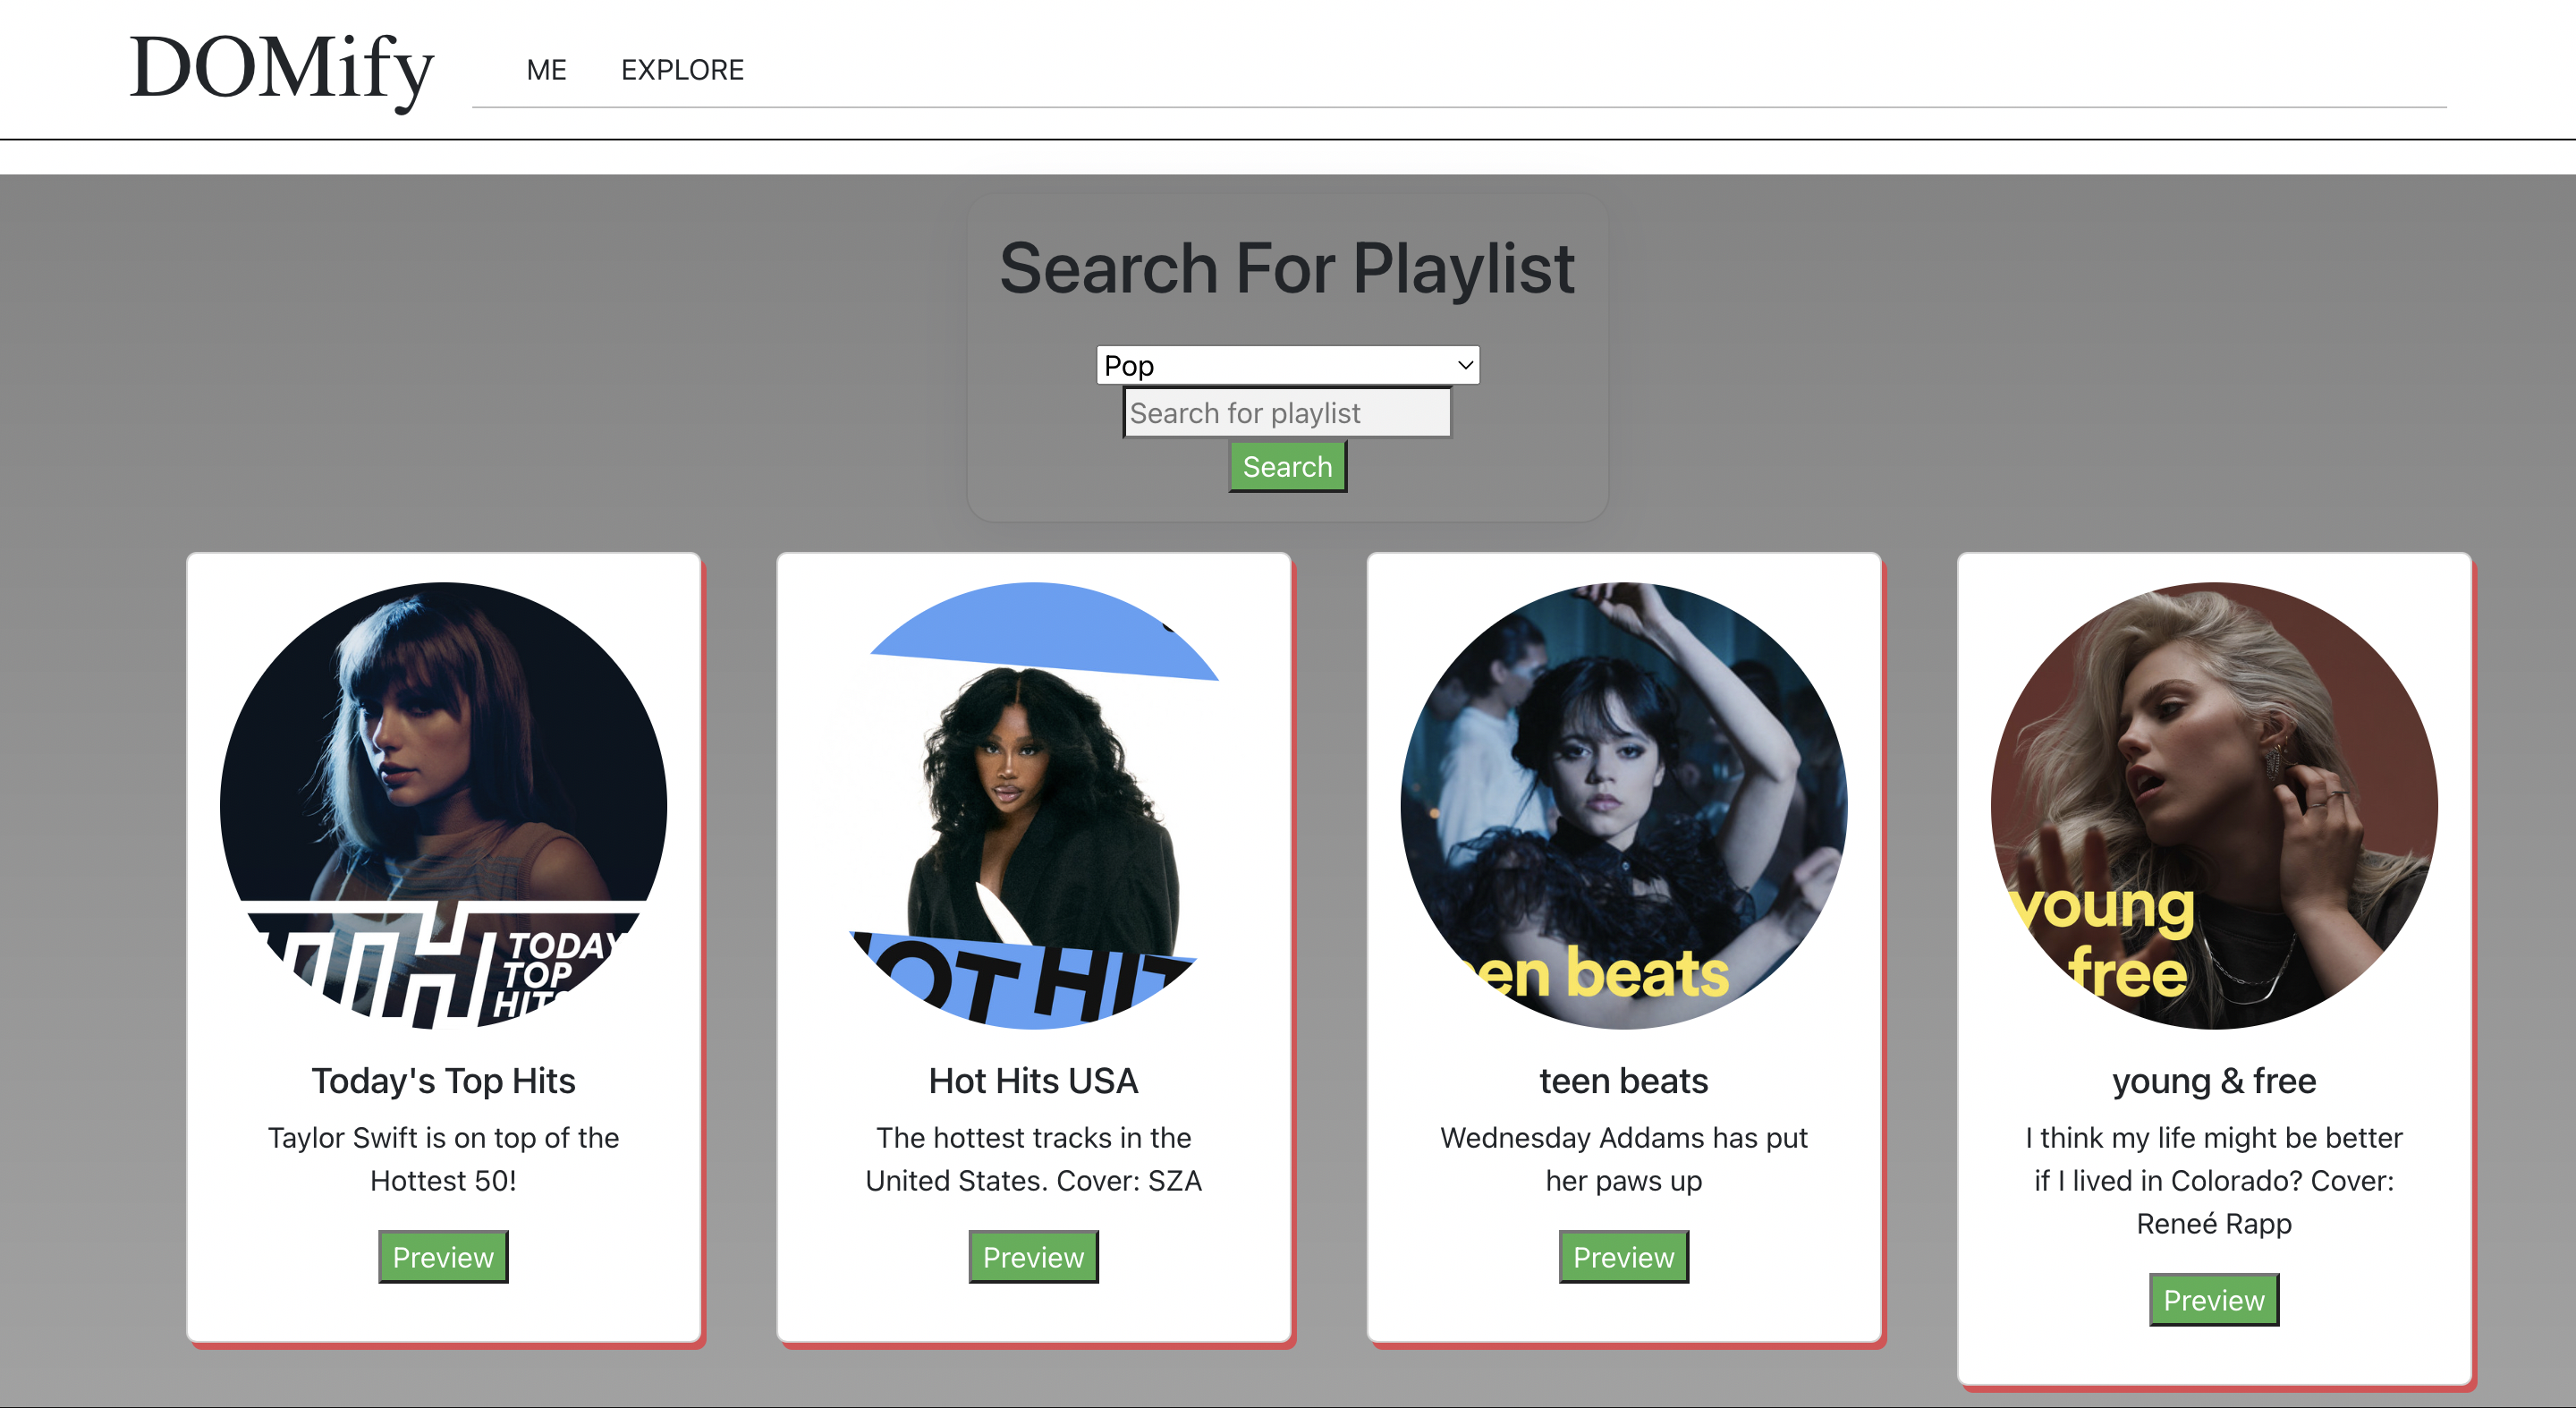 DOMify
ME EXPLORE
Search For Playlist
Pop
Search for playlist
Search
TODAY
TOP
HITS
OT HIT
en beats
young
free
Today's Top Hits
Taylor Swift is on top of the
Hottest 50!
Preview
Hot Hits USA
The hottest tracks in the
United States. Cover: SZA
Preview
teen beats
Wednesday Addams has put
her paws up
Preview
young & free
I think my life might be better
if I lived in Colorado? Cover:
Reneé Rapp
Preview